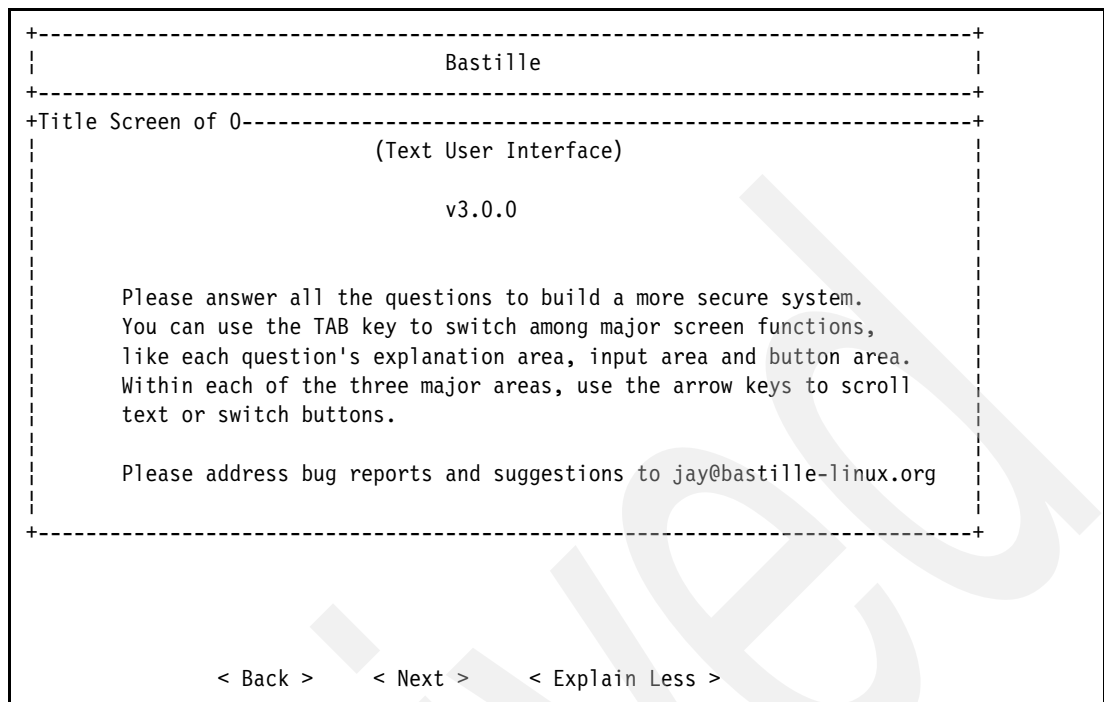 +------------------------------------------------------------------------------+
¦ Bastille ¦
+------------------------------------------------------------------------------+
+Title Screen of 0-------------------------------------------------------------+
(Text User Interface)
v3.0.0
Please answer all the questions to build a more secure system.
You can use the TAB key to switch among major screen functions,
like each question's explanation area, input area and button area.
Within each of the three major areas, use the arrow keys to scroll
text or switch buttons.
Please address bug reports and suggestions to jay@bastille-linux.org
+------------------------------------------------------------------------------+
< Back > < Next > < Explain Less >